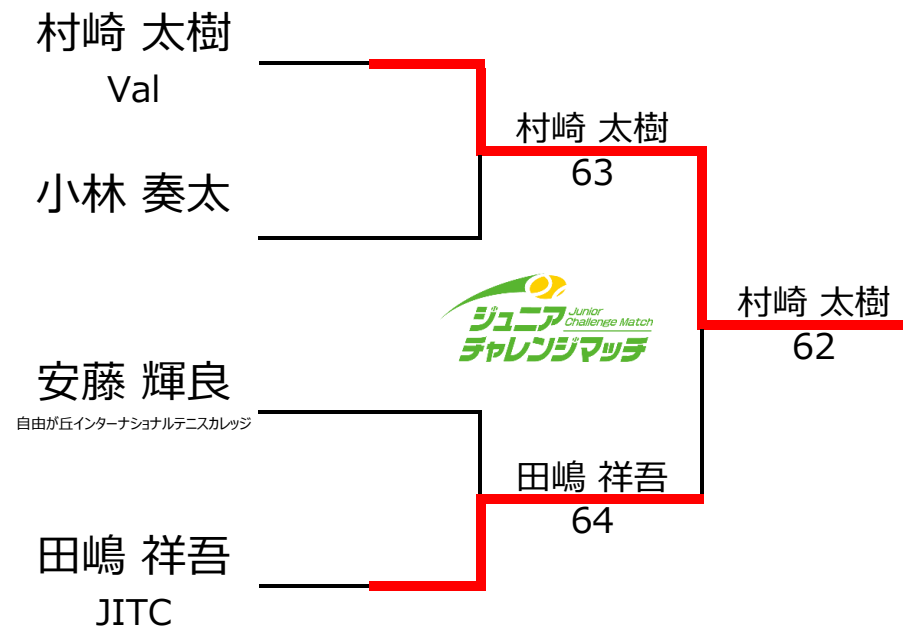 村崎 太樹
Val
小林 奏太
安藤 輝良
自由が丘インターナショナルテニスカレッジ
田嶋 祥吾
JITC
村崎 太樹
63
田嶋 祥吾
64
ジュニア
Junior
Challenge Match
チャレンジマッチ
村崎 太樹
62